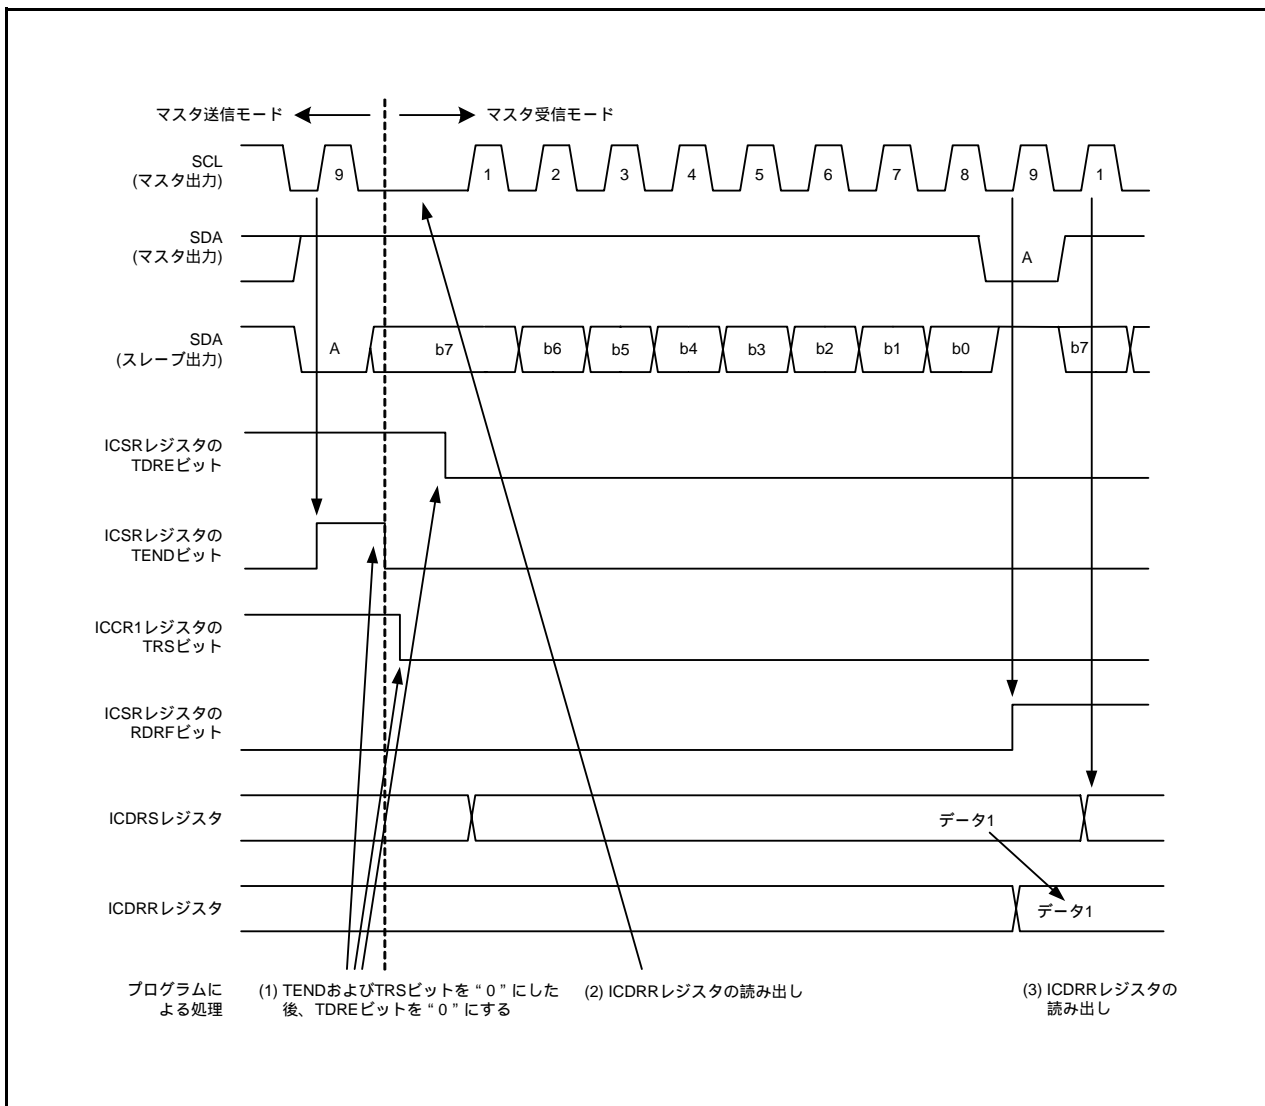 マスタ送信モード
マスタ受信モード
SCL
(マスタ出力)
9
1
2
3
4
5
6
7
8
9
1
SDA
(マスタ出力)
A
SDA
(スレーブ出力)
A
b7
b6
b5
b4
b3
b2
b1
b0
b7
ICSRレジスタの
TDREビット
ICSRレジスタの
TENDビット
ICCR1レジスタの
TRSビット
ICSRレジスタの
RDRFビット
ICDRSレジスタ
データ1
ICDRRレジスタ
データ1
プログラムに
よる処理
(1) TENDおよびTRSビットを“0”にした
後、TDREビットを“0”にする
(2) ICDRRレジスタの読み出し
(3) ICDRRレジスタの
読み出し